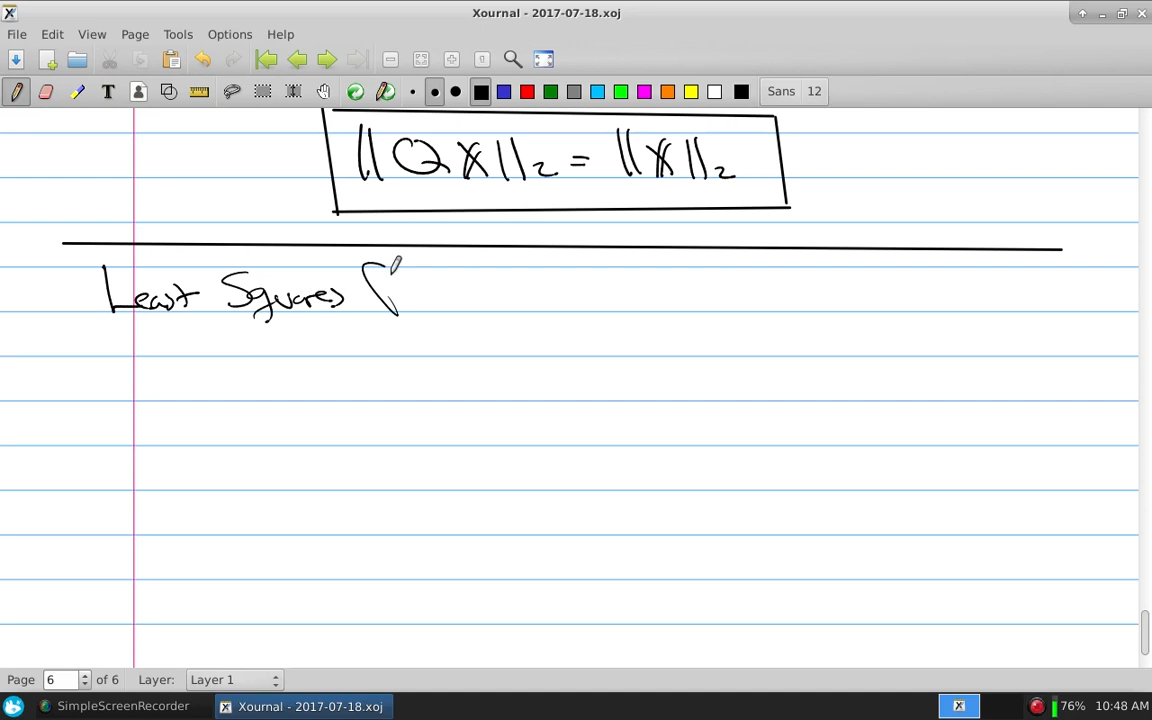 Xournal - 2017-07-18.xoj
File Edit View Page Tools Options Help
Sans 12
||Qx||₂ = ||x||₂
Least Squares
Page 6 of 6 Layer: Layer 1
SimpleScreenRecorder Xournal - 2017-07-18.xoj 76% 10:48 AM